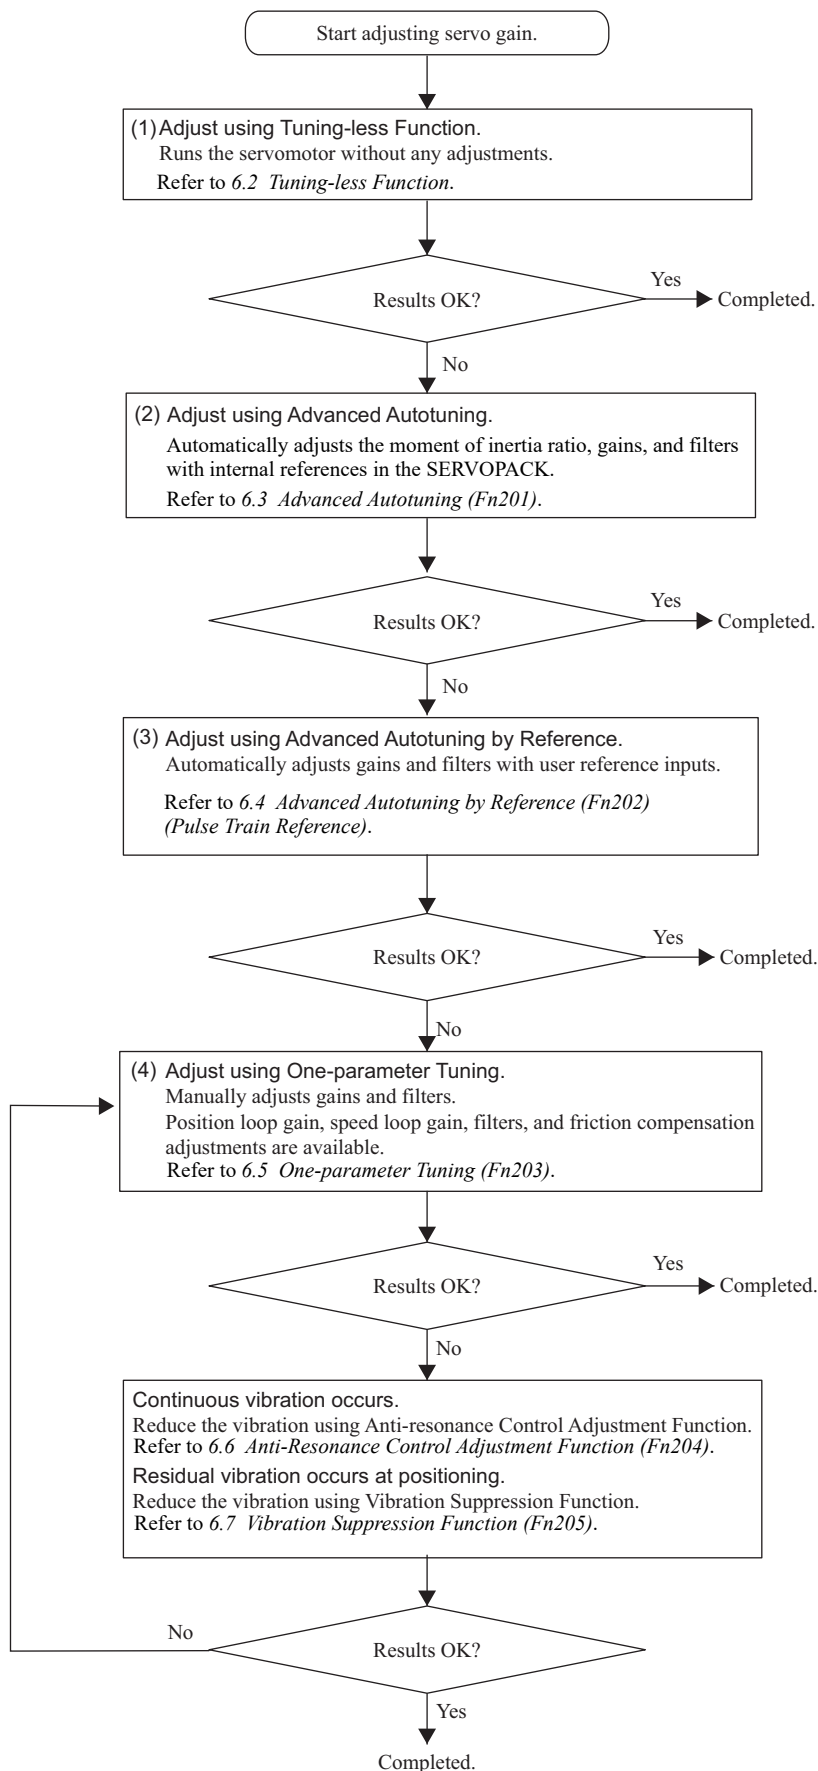 Start adjusting servo gain.
(1) Adjust using Tuning-less Function.
Runs the servomotor without any adjustments.
Refer to 6.2 Tuning-less Function.
Results OK?
Yes
Completed.
No
(2) Adjust using Advanced Autotuning.
Automatically adjusts the moment of inertia ratio, gains, and filters
with internal references in the SERVOPACK.
Refer to 6.3 Advanced Autotuning (Fn201).
Results OK?
Yes
Completed.
No
(3) Adjust using Advanced Autotuning by Reference.
Automatically adjusts gains and filters with user reference inputs.
Refer to 6.4 Advanced Autotuning by Reference (Fn202)
(Pulse Train Reference).
Results OK?
Yes
Completed.
No
(4) Adjust using One-parameter Tuning.
Manually adjusts gains and filters.
Position loop gain, speed loop gain, filters, and friction compensation
adjustments are available.
Refer to 6.5 One-parameter Tuning (Fn203).
Results OK?
Yes
Completed.
No
Continuous vibration occurs.
Reduce the vibration using Anti-resonance Control Adjustment Function.
Refer to 6.6 Anti-Resonance Control Adjustment Function (Fn204).
Residual vibration occurs at positioning.
Reduce the vibration using Vibration Suppression Function.
Refer to 6.7 Vibration Suppression Function (Fn205).
No
Results OK?
Yes
Completed.